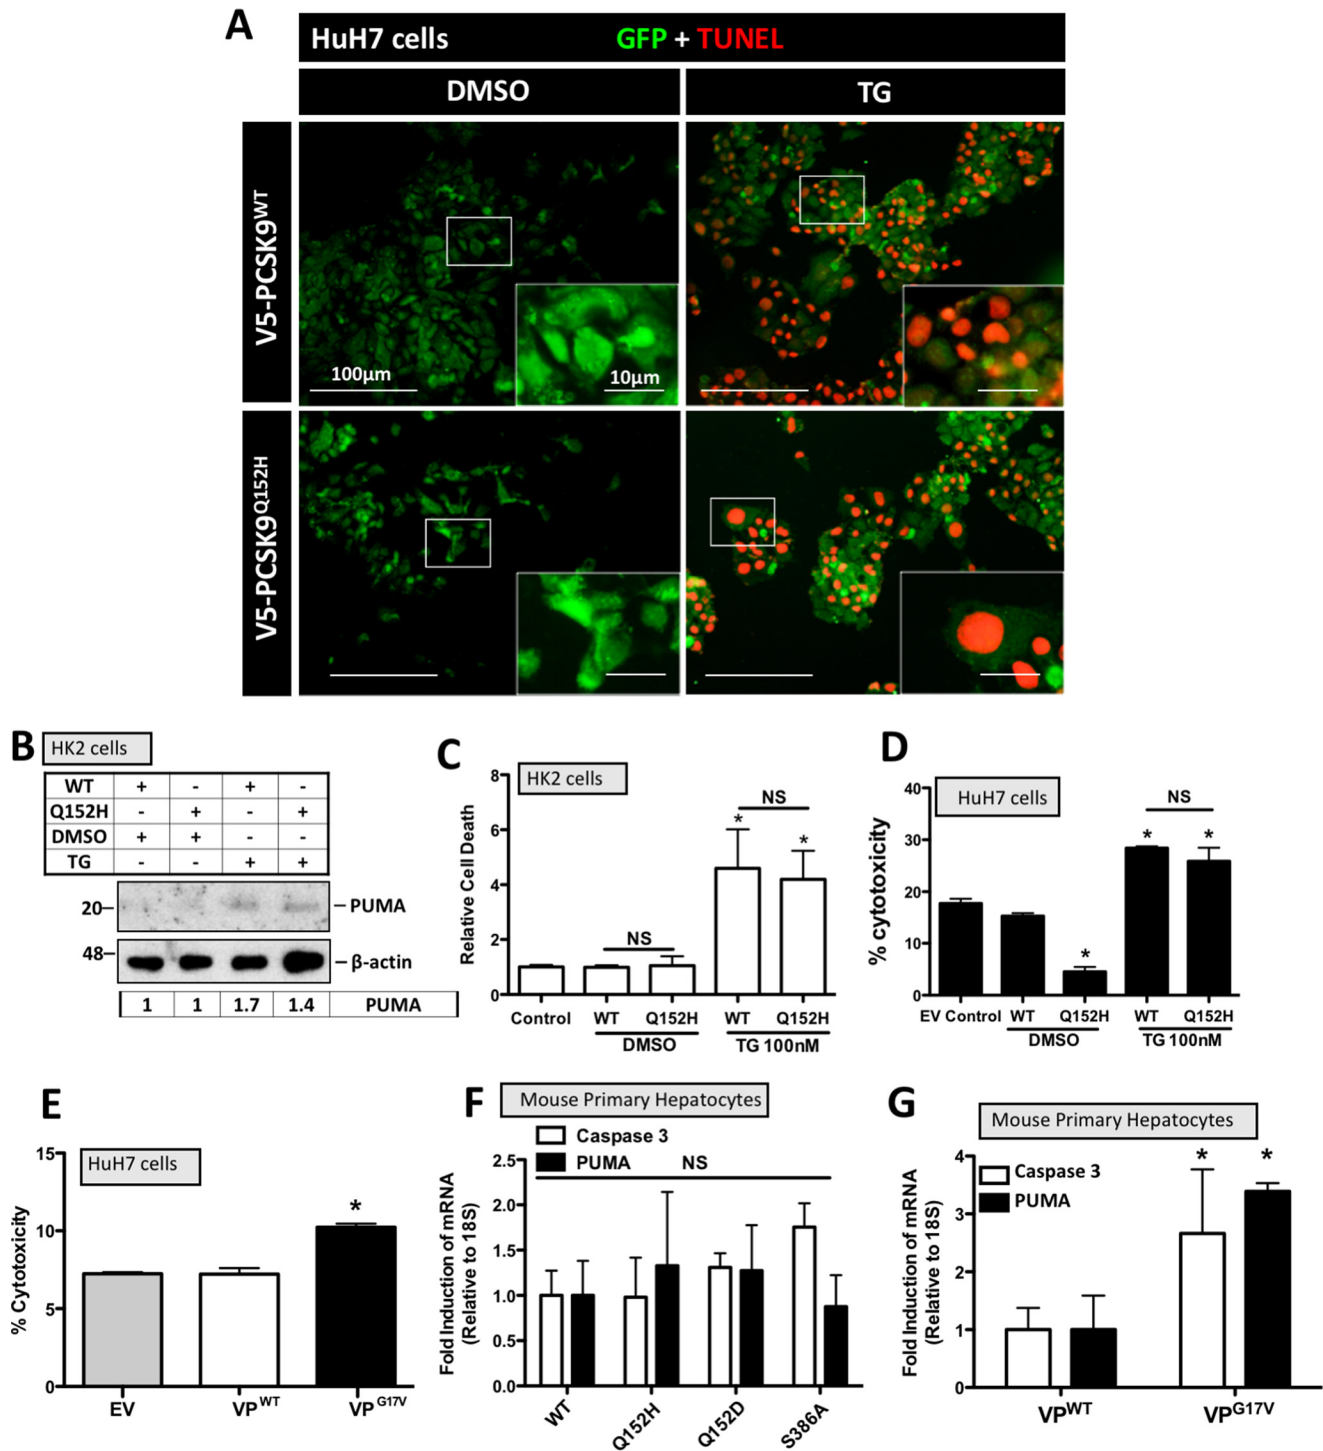 A
HuH7 cells GFP + TUNEL
DMSO TG
V5-PCSK9WT
100µm
10µm
V5-PCSK9Q152H
B HK2 cells
WT + - + -
Q152H - + - +
DMSO + + - -
TG - - + +
20 PUMA
48 β-actin
1 1 1.7 1.4 PUMA
C
HK2 cells
Relative Cell Death
8
6
4
2
0
NS
NS
*
*
Control WT Q152H WT Q152H
DMSO TG 100nM
D
HuH7 cells
% cytotoxicity
40
30
20
10
0
NS
*
*
*
EV Control WT Q152H WT Q152H
DMSO TG 100nM
E
HuH7 cells
% Cytotoxicity
15
10
5
0
*
EV VPWT VPG17V
F
Mouse Primary Hepatocytes
Caspase 3
PUMA NS
Fold Induction of mRNA
(Relative to 18S)
2.5
2.0
1.5
1.0
0.5
0.0
WT Q152H Q152D S386A
G
Mouse Primary Hepatocytes
Caspase 3
PUMA
Fold Induction of mRNA
(Relative to 18S)
4
3
2
1
0
* *
VPWT VPG17V